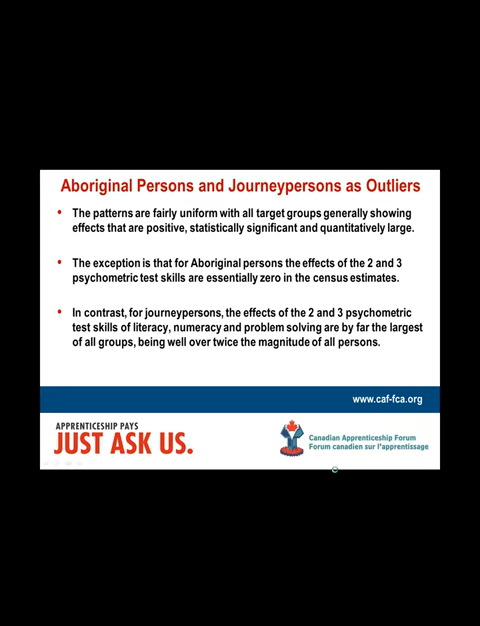 Aboriginal Persons and Journeypersons as Outliers
• The patterns are fairly uniform with all target groups generally showing
effects that are positive, statistically significant and quantitatively large.
• The exception is that for Aboriginal persons the effects of the 2 and 3
psychometric test skills are essentially zero in the census estimates.
• In contrast, for journeypersons, the effects of the 2 and 3 psychometric
test skills of literacy, numeracy and problem solving are by far the largest
of all groups, being well over twice the magnitude of all persons.
www.caf-fca.org
APPRENTICESHIP PAYS
JUST ASK US.
Canadian Apprenticeship Forum
Forum canadien sur l'apprentissage